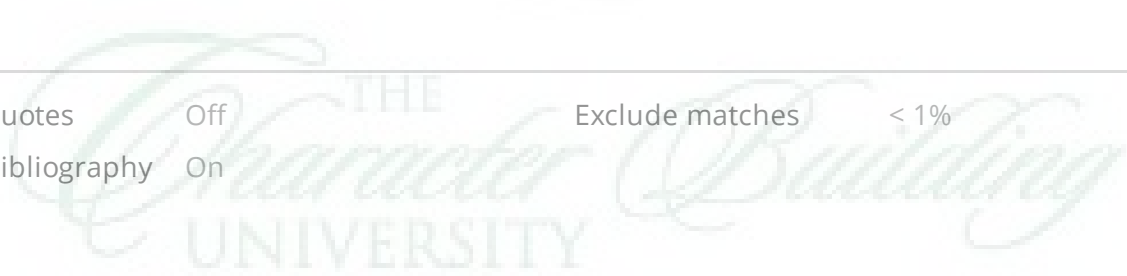 THE
uotes Off Exclude matches < 1%
ibliography On
Character Building
UNIVERSITY